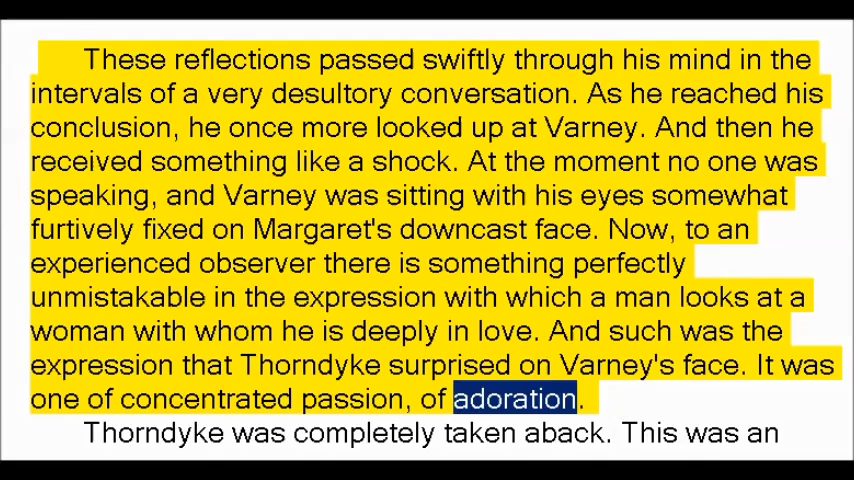 These reflections passed swiftly through his mind in the
intervals of a very desultory conversation. As he reached his
conclusion, he once more looked up at Varney. And then he
received something like a shock. At the moment no one was
speaking, and Varney was sitting with his eyes somewhat
furtively fixed on Margaret's downcast face. Now, to an
experienced observer there is something perfectly
unmistakable in the expression with which a man looks at a
woman with whom he is deeply in love. And such was the
expression that Thorndyke surprised on Varney's face. It was
one of concentrated passion, of adoration.
Thorndyke was completely taken aback. This was an